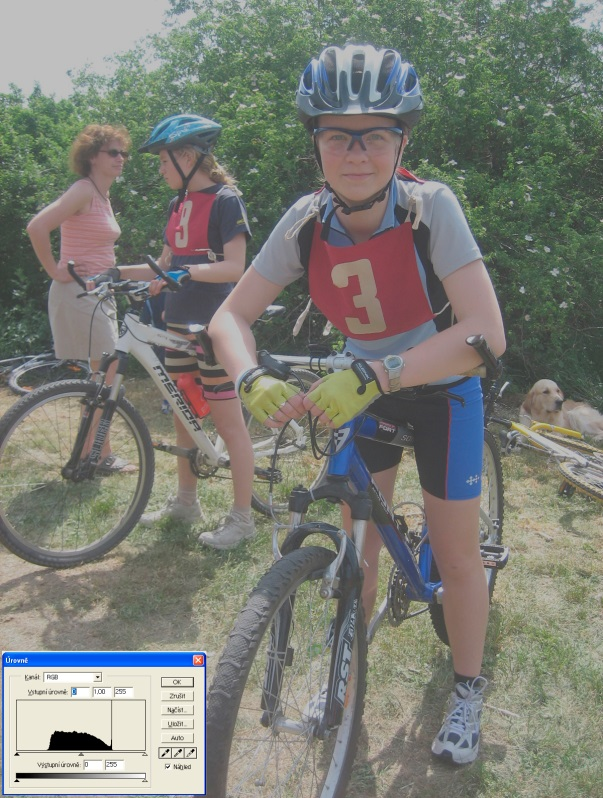 3
3
MERIDA
RST
Úrovně
Kanál: RGB
OK
Vstupní úrovně: 0 1,00 255
Zrušit
Načíst...
Uložit...
Auto
Výstupní úrovně: 0 255
Náhled